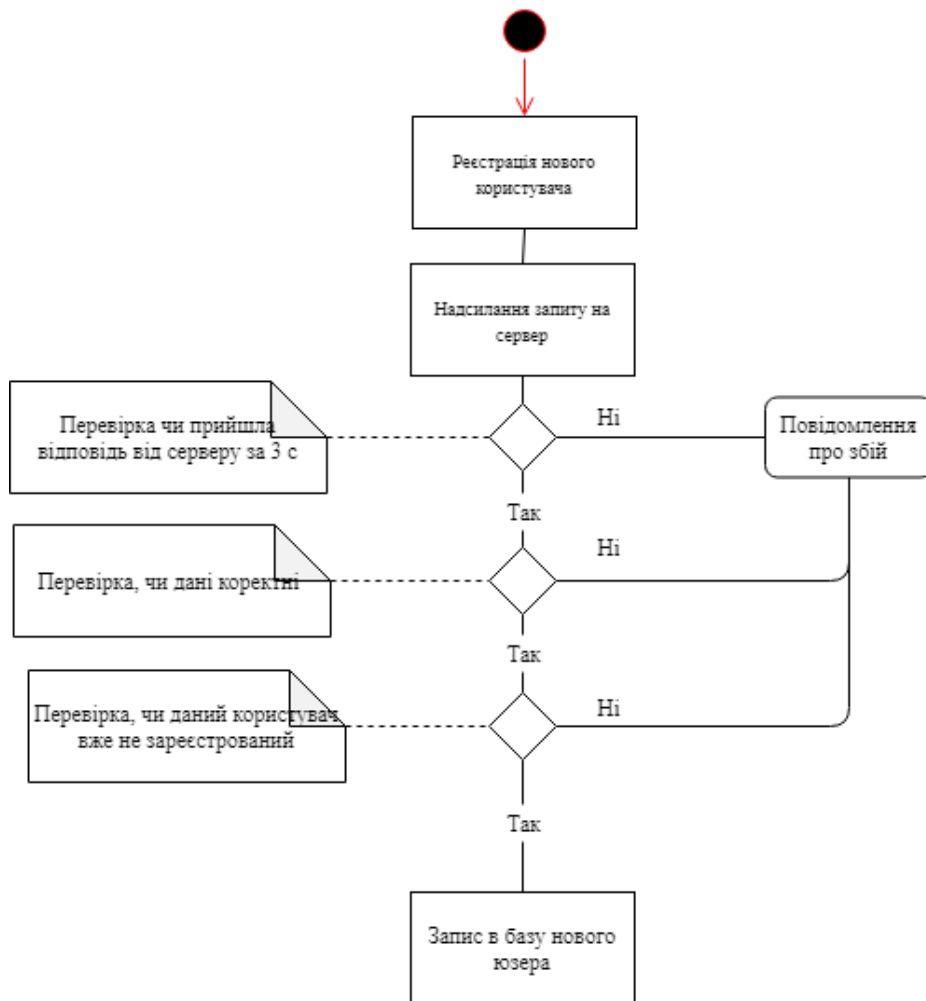 Реєстрація нового
користувача
Надсилання запиту на
сервер
Перевірка чи прийшла
відповідь від серверу за 3 с
Ні
Повідомлення
про збій
Так
Перевірка, чи дані коректні
Ні
Так
Перевірка, чи даний користувач
вже не зареєстрований
Ні
Так
Запис в базу нового
юзера